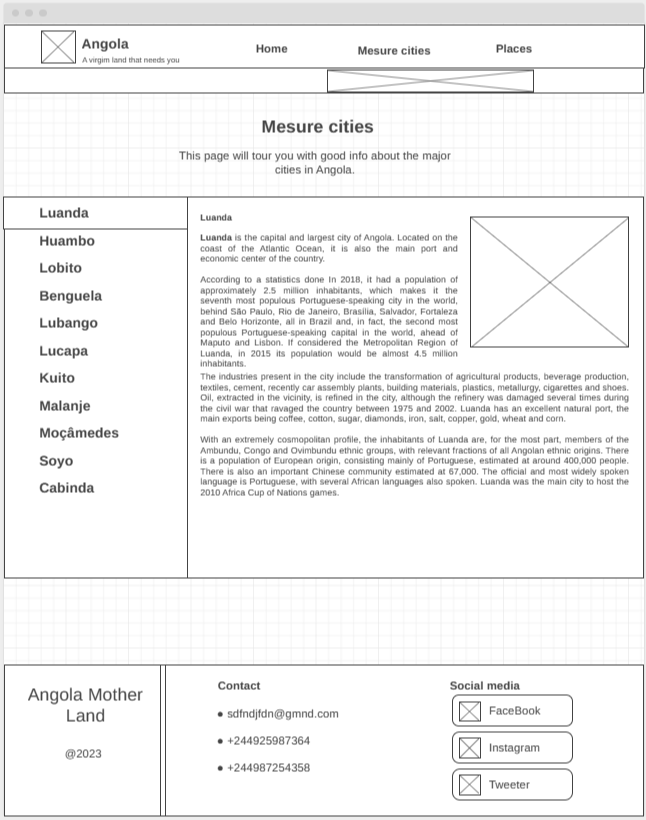 Angola
A virgim land that needs you
Home
Mesure cities
Places
Mesure cities
This page will tour you with good info about the major
cities in Angola.
Luanda
Huambo
Lobito
Benguela
Lubango
Lucapa
Kuito
Malanje
Moçâmedes
Soyo
Cabinda
Luanda
Luanda is the capital and largest city of Angola. Located on the
coast of the Atlantic Ocean, it is also the main port and
economic center of the country.
According to a statistics done In 2018, it had a population of
approximately 2.5 million inhabitants, which makes it the
seventh most populous Portuguese-speaking city in the world,
behind São Paulo, Rio de Janeiro, Brasília, Salvador, Fortaleza
and Belo Horizonte, all in Brazil and, in fact, the second most
populous Portuguese-speaking capital in the world, ahead of
Maputo and Lisbon. If considered the Metropolitan Region of
Luanda, in 2015 its population would be almost 4.5 million
inhabitants.
The industries present in the city include the transformation of agricultural products, beverage production,
textiles, cement, recently car assembly plants, building materials, plastics, metallurgy, cigarettes and shoes.
Oil, extracted in the vicinity, is refined in the city, although the refinery was damaged several times during
the civil war that ravaged the country between 1975 and 2002. Luanda has an excellent natural port, the
main exports being coffee, cotton, sugar, diamonds, iron, salt, copper, gold, wheat and corn.
With an extremely cosmopolitan profile, the inhabitants of Luanda are, for the most part, members of the
Ambundu, Congo and Ovimbundu ethnic groups, with relevant fractions of all Angolan ethnic origins. There
is a population of European origin, consisting mainly of Portuguese, estimated at around 400,000 people.
There is also an important Chinese community estimated at 67,000. The official and most widely spoken
language is Portuguese, with several African languages also spoken. Luanda was the main city to host the
2010 Africa Cup of Nations games.
Angola Mother
Land
@2023
Contact
• sdfndjfdn@gmnd.com
• +244925987364
• +244987254358
Social media
FaceBook
Instagram
Tweeter